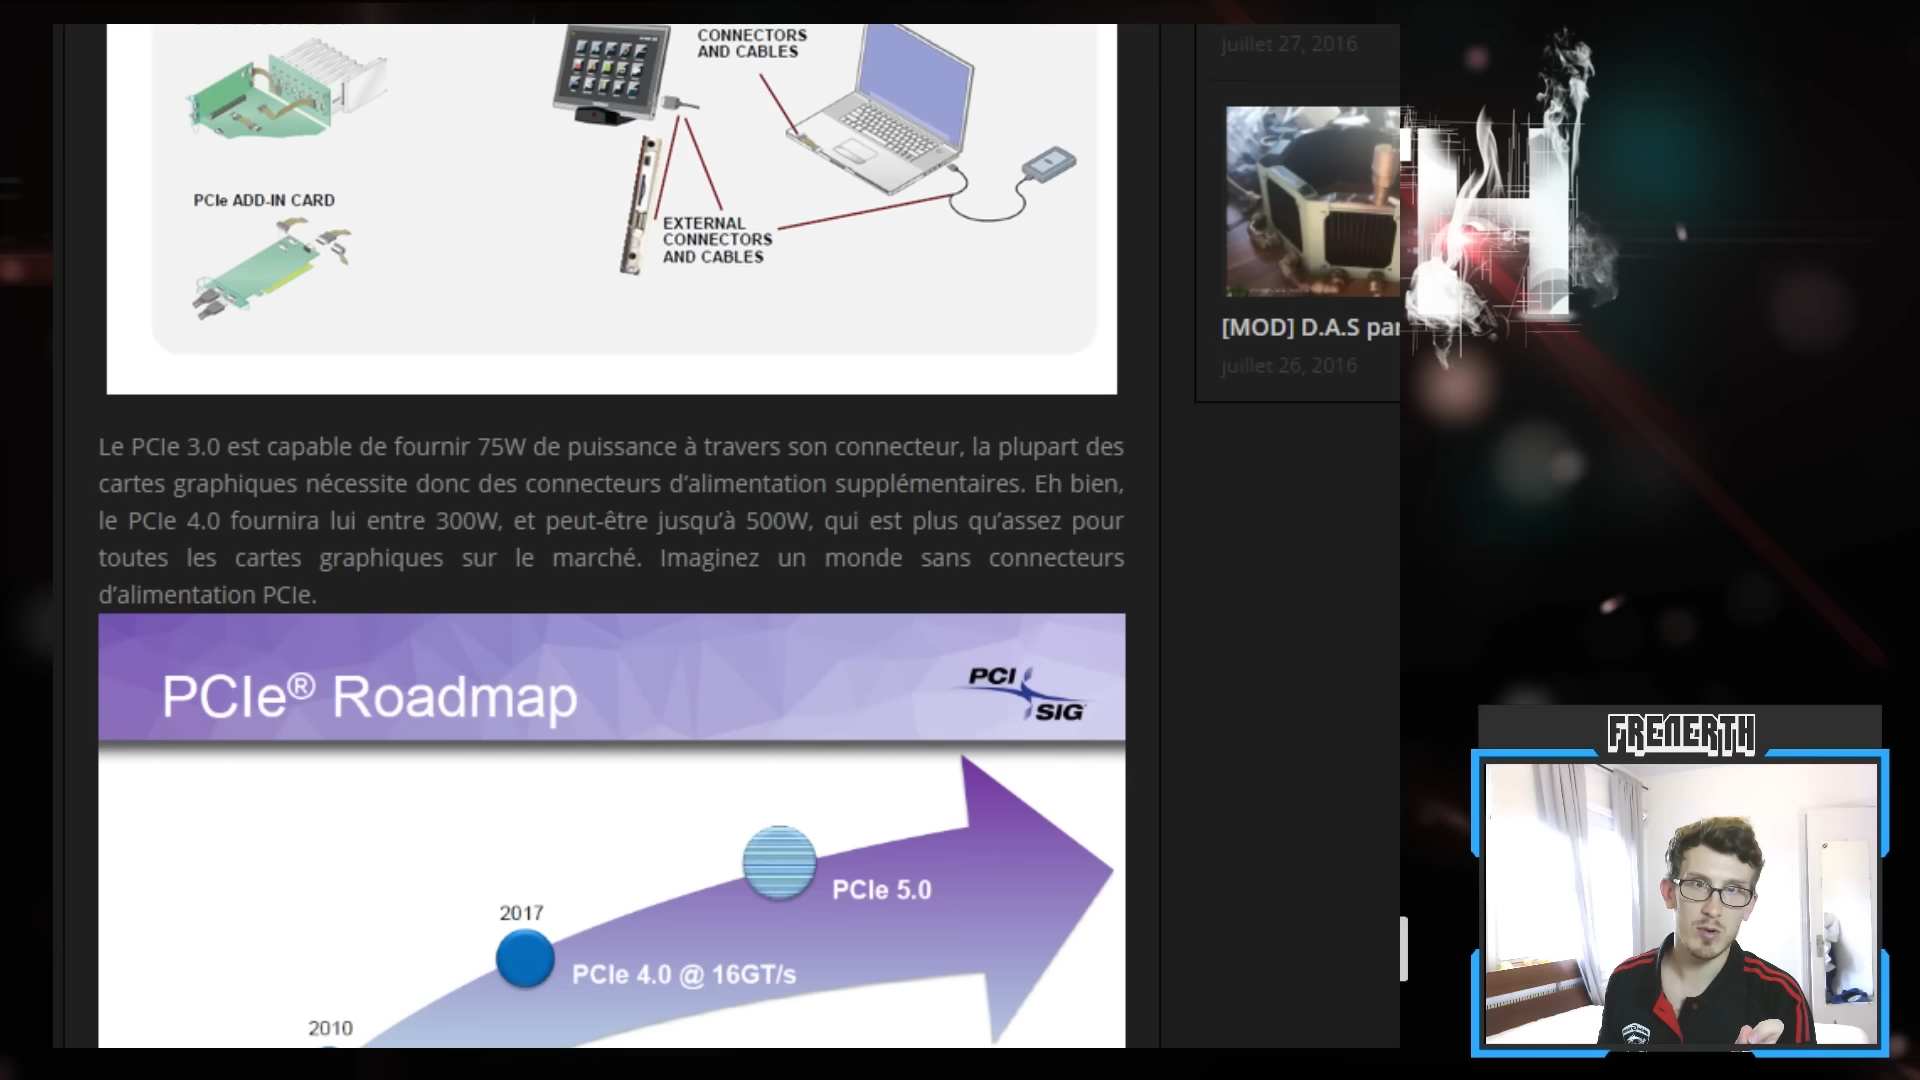 CONNECTORS
AND CABLES
PCIe ADD-IN CARD
EXTERNAL
CONNECTORS
AND CABLES
juillet 27, 2016
[MOD] D.A.S par
juillet 26, 2016
H
Le PCIe 3.0 est capable de fournir 75W de puissance à travers son connecteur, la plupart des
cartes graphiques nécessite donc des connecteurs d’alimentation supplémentaires. Eh bien,
le PCIe 4.0 fournira lui entre 300W, et peut-être jusqu’à 500W, qui est plus qu’assez pour
toutes les cartes graphiques sur le marché. Imaginez un monde sans connecteurs
d’alimentation PCIe.
PCIe® Roadmap
PCI
SIG
PCIe 5.0
2017
PCIe 4.0 @ 16GT/s
2010
FRENERTH